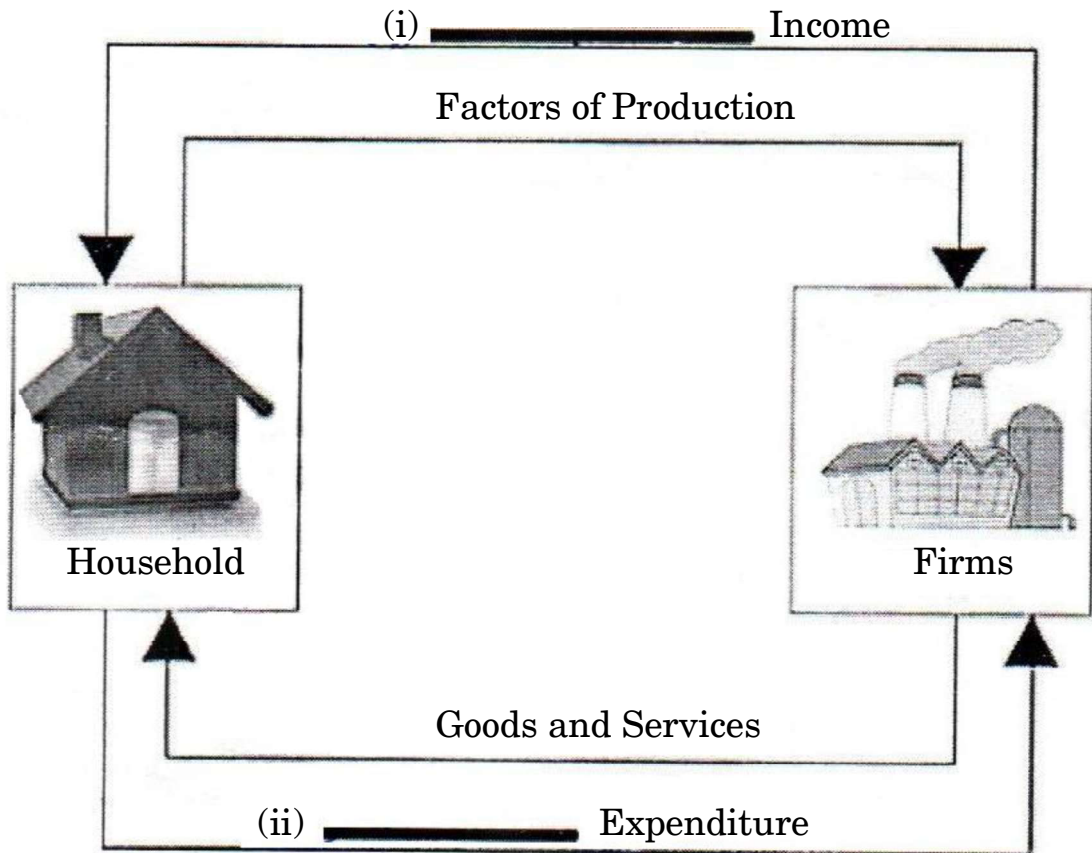 (i) Income
Factors of Production
Household
Firms
Goods and Services
(ii) Expenditure